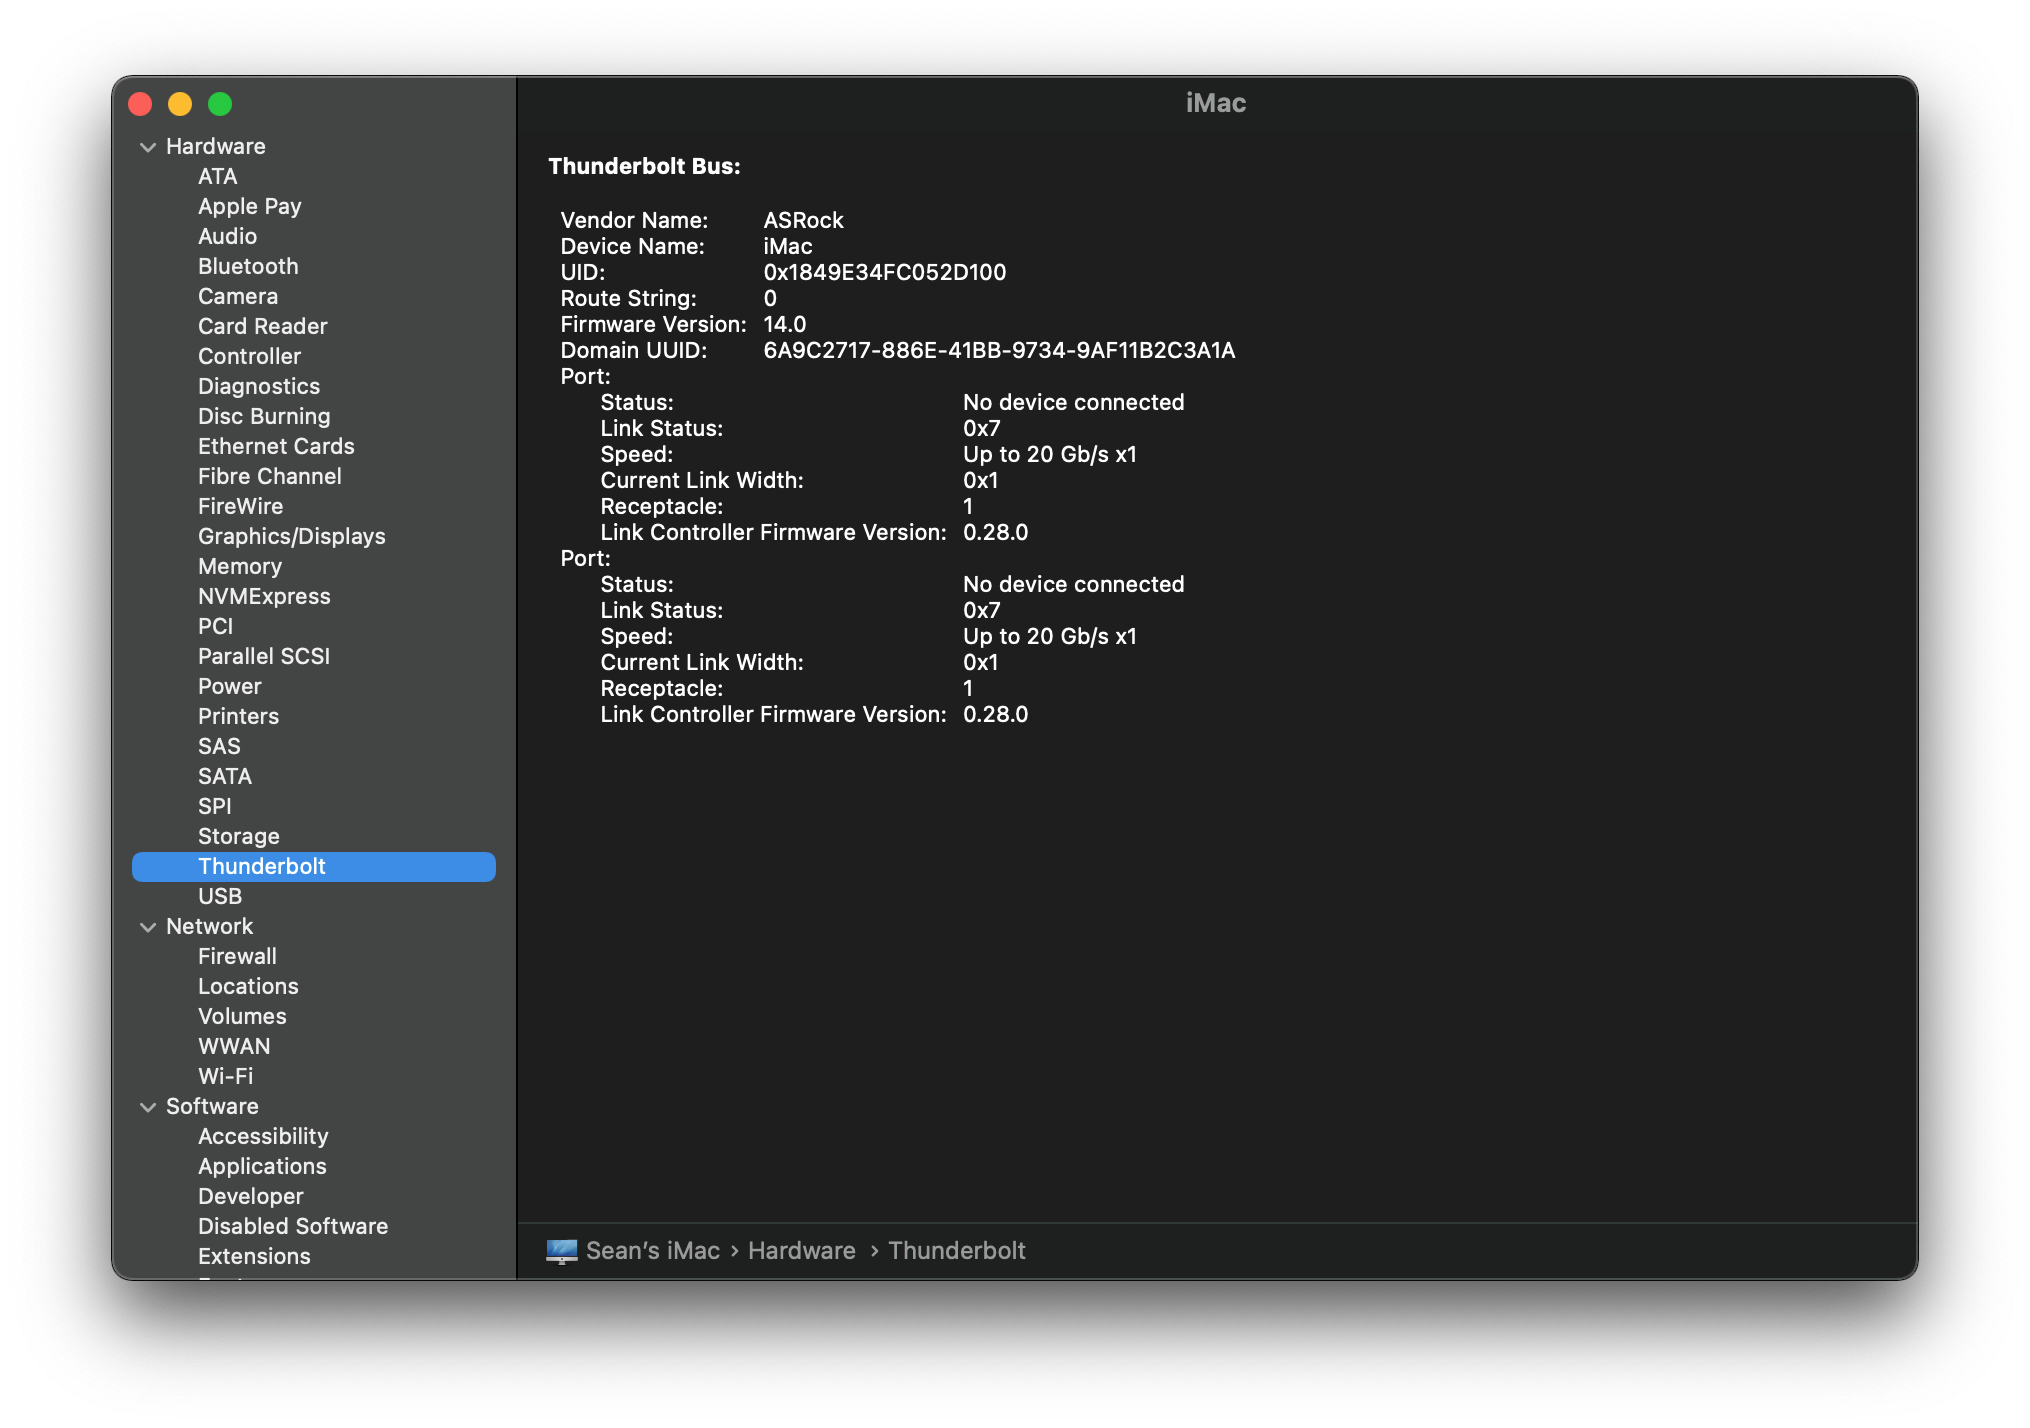 Hardware
ATA
Apple Pay
Audio
Bluetooth
Camera
Card Reader
Controller
Diagnostics
Disc Burning
Ethernet Cards
Fibre Channel
FireWire
Graphics/Displays
Memory
NVMExpress
PCI
Parallel SCSI
Power
Printers
SAS
SATA
SPI
Storage
Thunderbolt
USB
Network
Firewall
Locations
Volumes
WWAN
Wi-Fi
Software
Accessibility
Applications
Developer
Disabled Software
Extensions
iMac
Thunderbolt Bus:
Vendor Name: ASRock
Device Name: iMac
UID: 0x1849E34FC052D100
Route String: 0
Firmware Version: 14.0
Domain UUID: 6A9C2717-886E-41BB-9734-9AF11B2C3A1A
Port:
Status: No device connected
Link Status: 0x7
Speed: Up to 20 Gb/s x1
Current Link Width: 0x1
Receptacle: 1
Link Controller Firmware Version: 0.28.0
Port:
Status: No device connected
Link Status: 0x7
Speed: Up to 20 Gb/s x1
Current Link Width: 0x1
Receptacle: 1
Link Controller Firmware Version: 0.28.0
Sean’s iMac › Hardware › Thunderbolt